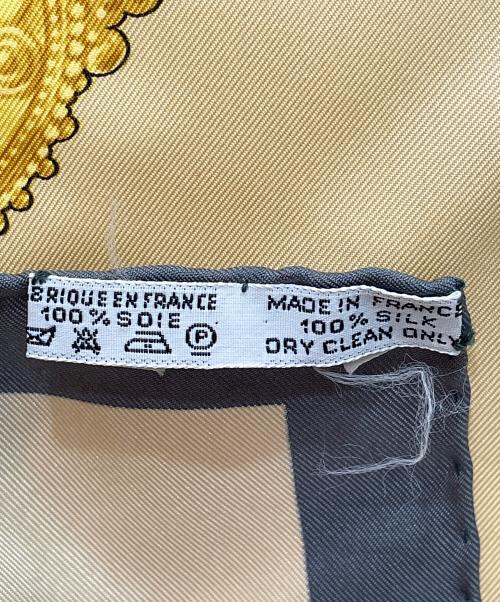 BRIQUE EN FRANCE
100% SOIE
P
MADE IN FRANCE
100% SILK
DRY CLEAN ONLY